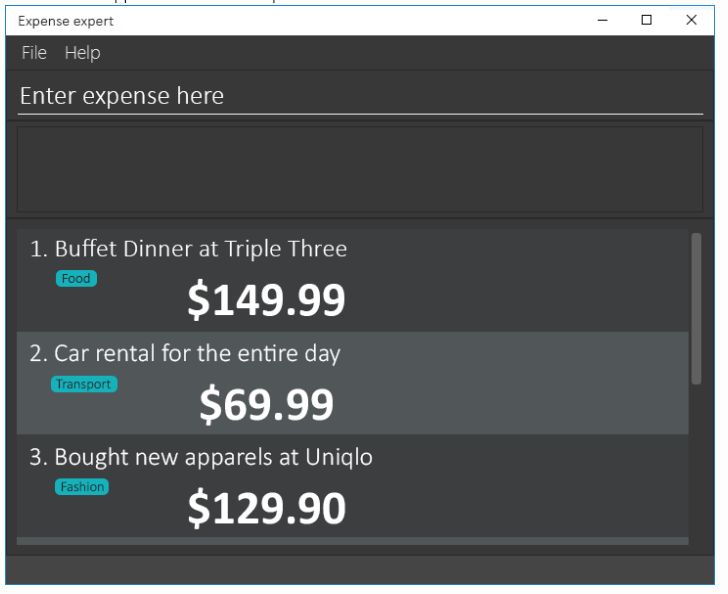 Expense expert
File Help
Enter expense here
1. Buffet Dinner at Triple Three
Food
$149.99
2. Car rental for the entire day
Transport
$69.99
3. Bought new apparels at Uniqlo
Fashion
$129.90